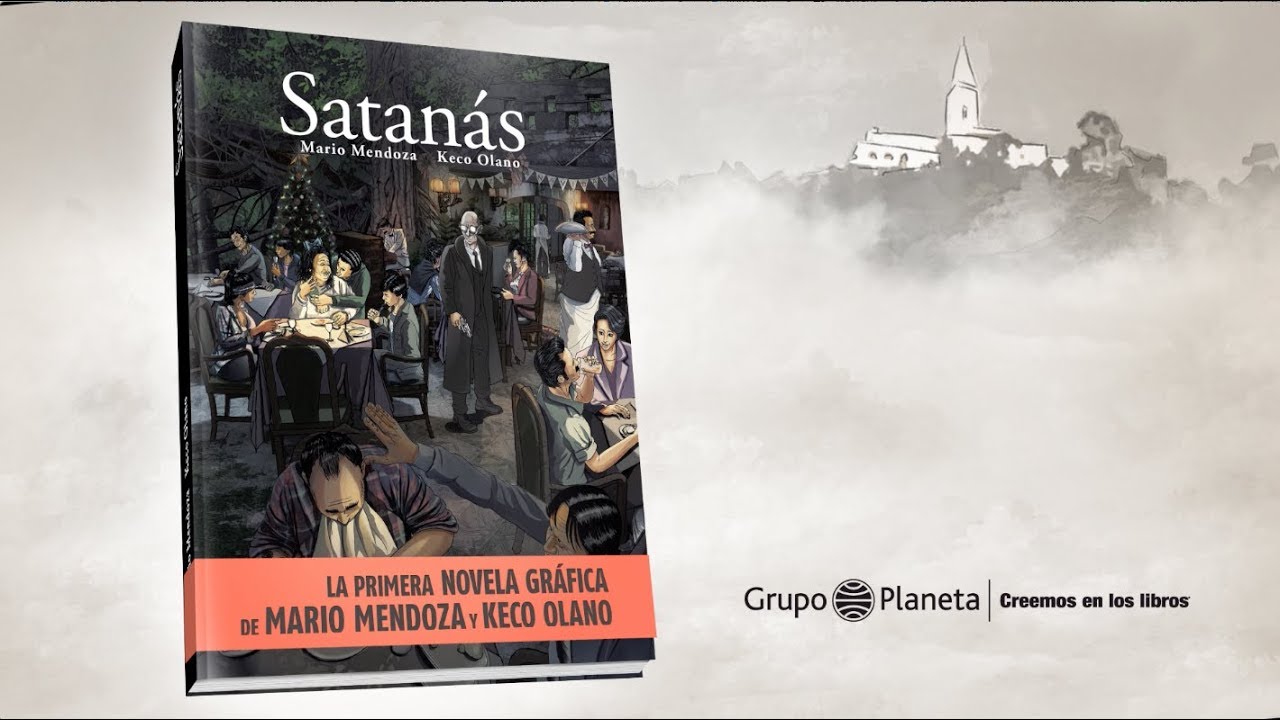 Satanás
Mario Mendoza Keco Olano
LA PRIMERA NOVELA GRÁFICA
DE MARIO MENDOZA Y KECO OLANO
Grupo Planeta
Creemos en los libros